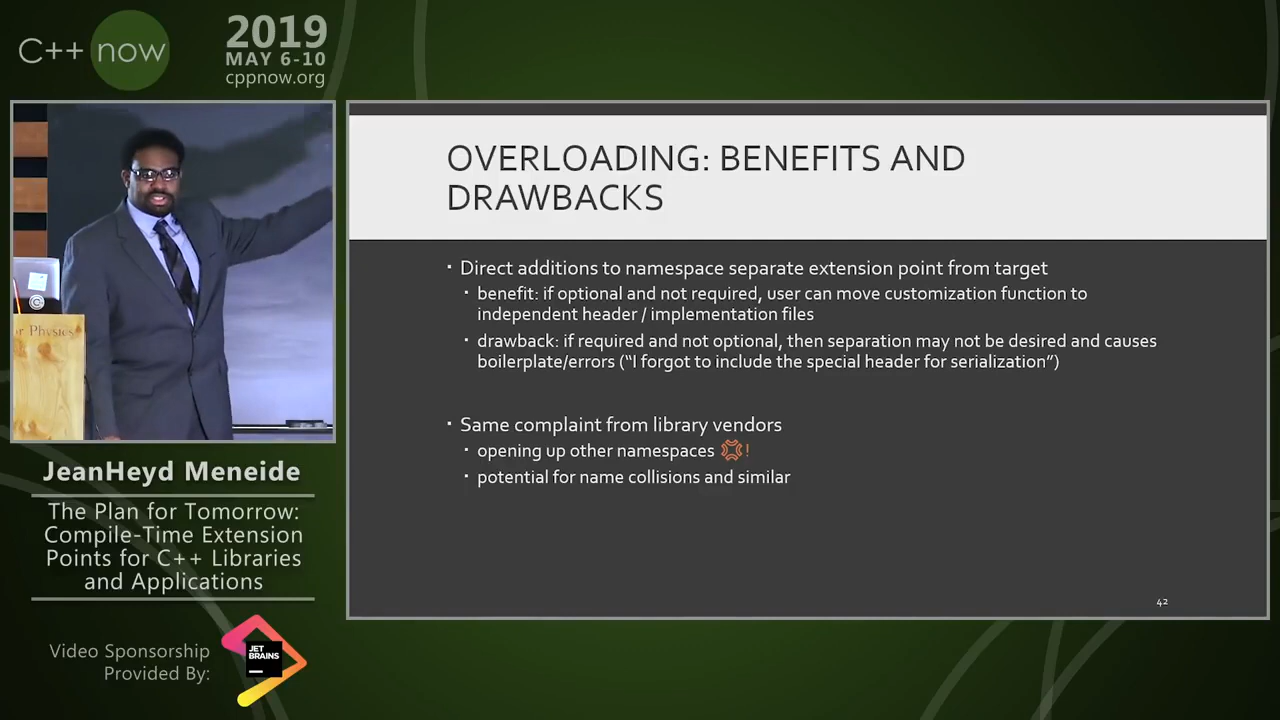 C++ now
2019
MAY 6-10
cppnow.org
or Physics
JeanHeyd Meneide
The Plan for Tomorrow:
Compile-Time Extension
Points for C++ Libraries
and Applications
Video Sponsorship
Provided By:
JET
BRAINS
OVERLOADING: BENEFITS AND
DRAWBACKS
▪ Direct additions to namespace separate extension point from target
▪ benefit: if optional and not required, user can move customization function to
independent header / implementation files
▪ drawback: if required and not optional, then separation may not be desired and causes
boilerplate/errors (“I forgot to include the special header for serialization”)
▪ Same complaint from library vendors
▪ opening up other namespaces 💢!
▪ potential for name collisions and similar
42